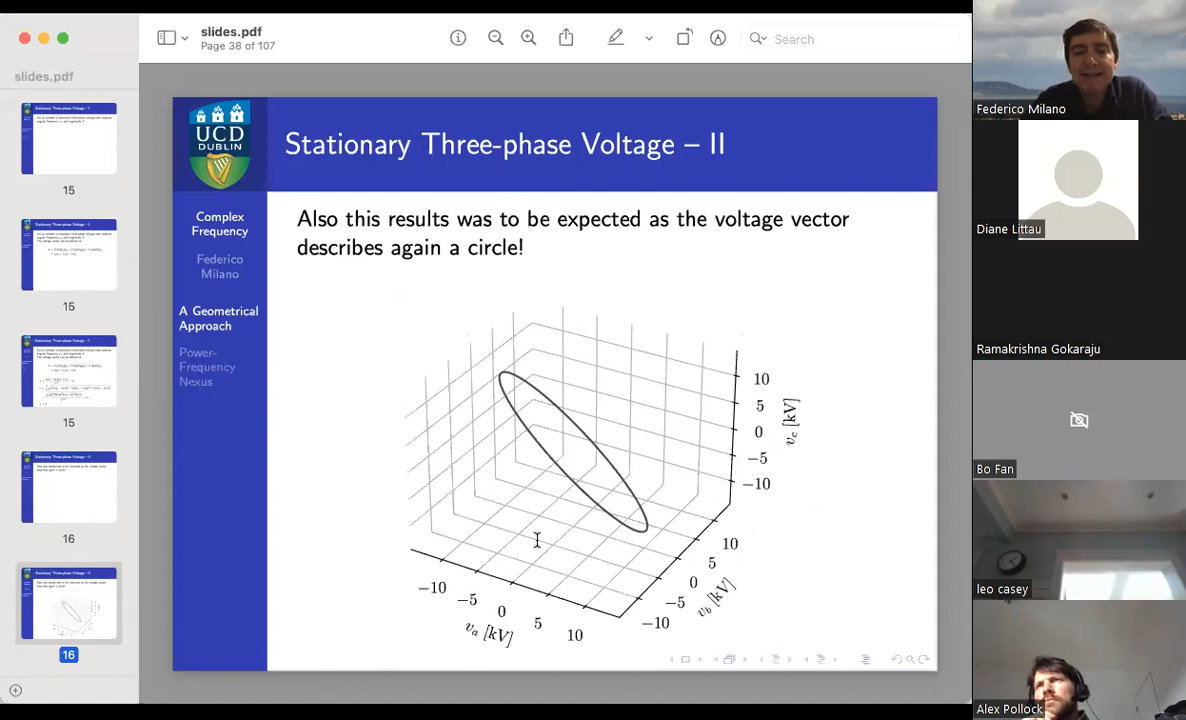 slides.pdf
Page 38 of 107
Search
slides.pdf
15
15
15
16
16
UCD
DUBLIN
Stationary Three-phase Voltage – II
Complex
Frequency
Federico
Milano
A Geometrical
Approach
Power-
Frequency
Nexus
Also this results was to be expected as the voltage vector
describes again a circle!
10
5
0
−5
−10
v_c [kV]
10
5
0
−5
−10
v_b [kV]
−10
−5
0
5
10
v_a [kV]
Federico Milano
Diane Littau
Ramakrishna Gokaraju
Bo Fan
leo casey
Alex Pollock